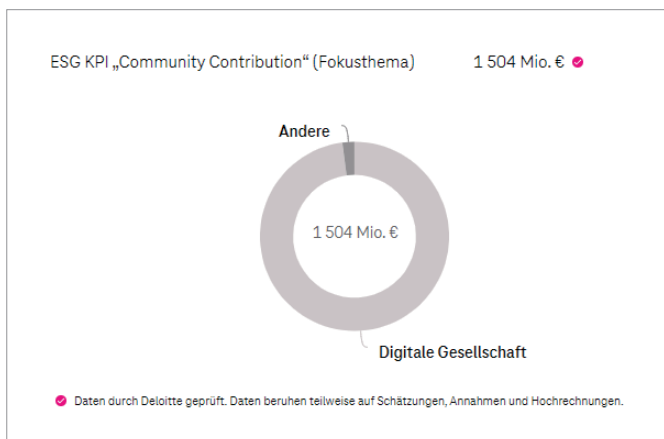 ESG KPI „Community Contribution“ (Fokusthema) 1 504 Mio. €
Andere
1 504 Mio. €
Digitale Gesellschaft
Daten durch Deloitte geprüft. Daten beruhen teilweise auf Schätzungen, Annahmen und Hochrechnungen.